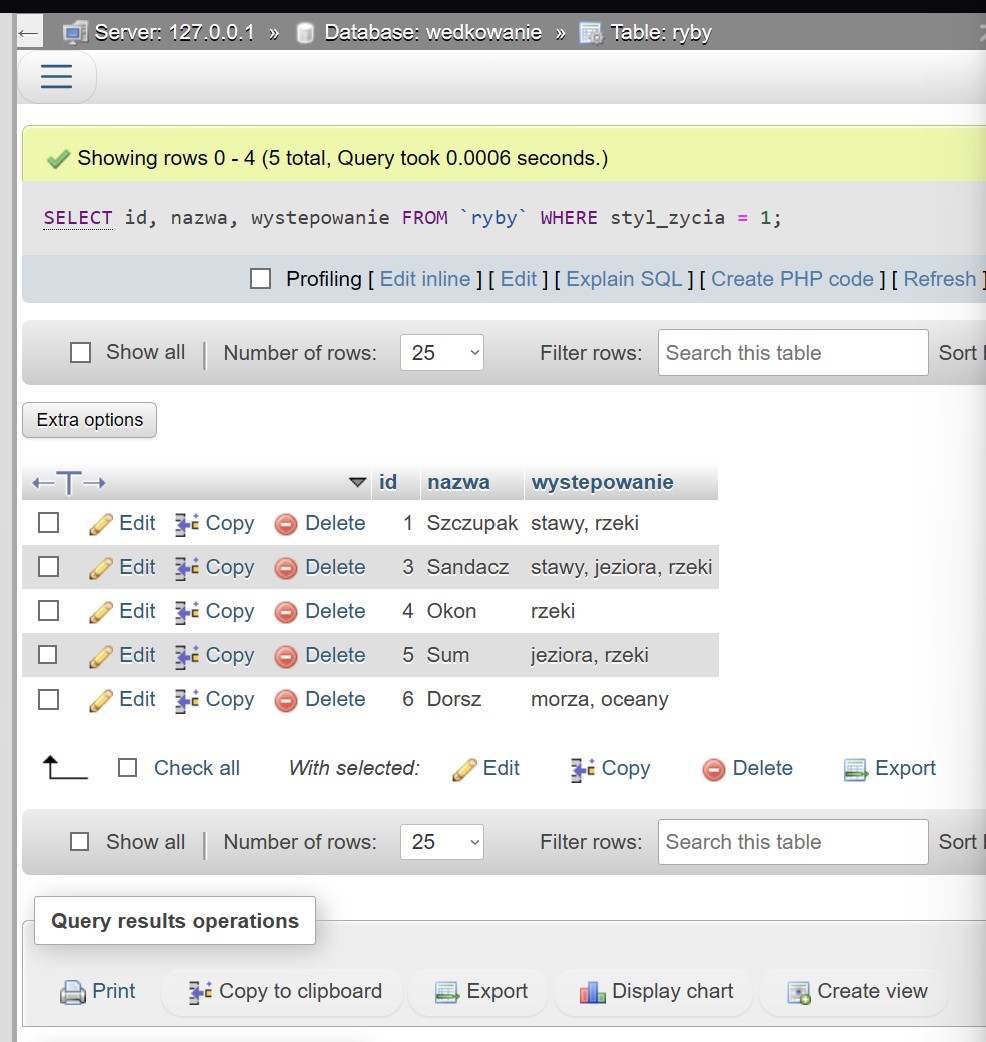 Server: 127.0.0.1 » Database: wedkowanie » Table: ryby
Showing rows 0 - 4 (5 total, Query took 0.0006 seconds.)
SELECT id, nazwa, wystepowanie FROM `ryby` WHERE styl_zycia = 1;
Profiling [ Edit inline ] [ Edit ] [ Explain SQL ] [ Create PHP code ] [ Refresh ]
Show all | Number of rows: 25 Filter rows: Search this table Sort
Extra options
←T→ id nazwa wystepowanie
Edit Copy Delete 1 Szczupak stawy, rzeki
Edit Copy Delete 3 Sandacz stawy, jeziora, rzeki
Edit Copy Delete 4 Okon rzeki
Edit Copy Delete 5 Sum jeziora, rzeki
Edit Copy Delete 6 Dorsz morza, oceany
Check all With selected: Edit Copy Delete Export
Show all | Number of rows: 25 Filter rows: Search this table Sort
Query results operations
Print Copy to clipboard Export Display chart Create view